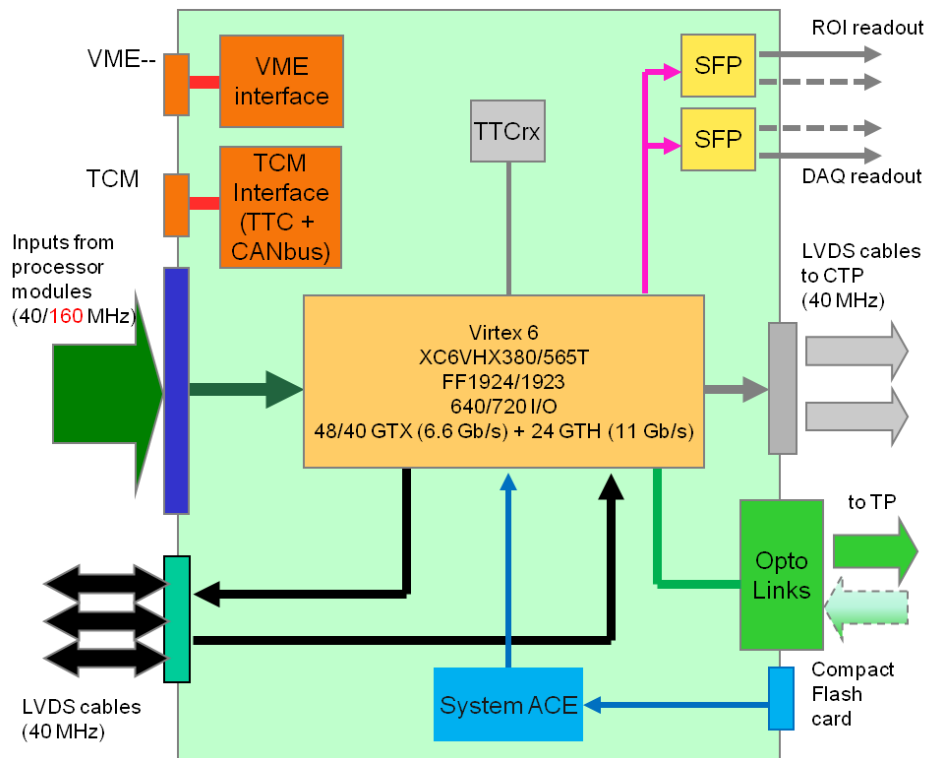 VME--
VME
interface
TCM
TCM
Interface
(TTC +
CANbus)
TTCrx
SFP
SFP
ROI readout
DAQ readout
Inputs from
processor
modules
(40/160 MHz)
LVDS cables
to CTP
(40 MHz)
Virtex 6
XC6VHX380/565T
FF1924/1923
640/720 I/O
48/40 GTX (6.6 Gb/s) + 24 GTH (11 Gb/s)
to TP
Opto
Links
LVDS cables
(40 MHz)
System ACE
Compact
Flash
card